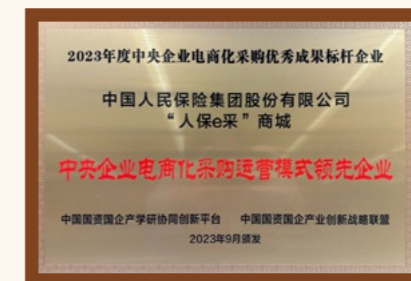 2023年度中央企业电商化采购优秀成果标杆企业
中国人民保险集团股份有限公司
“人保e采”商城
中央企业电商化采购运营模式领先企业
中国国资国企产学研协同创新平台 中国国资国企产业创新战略联盟
2023年9月颁发